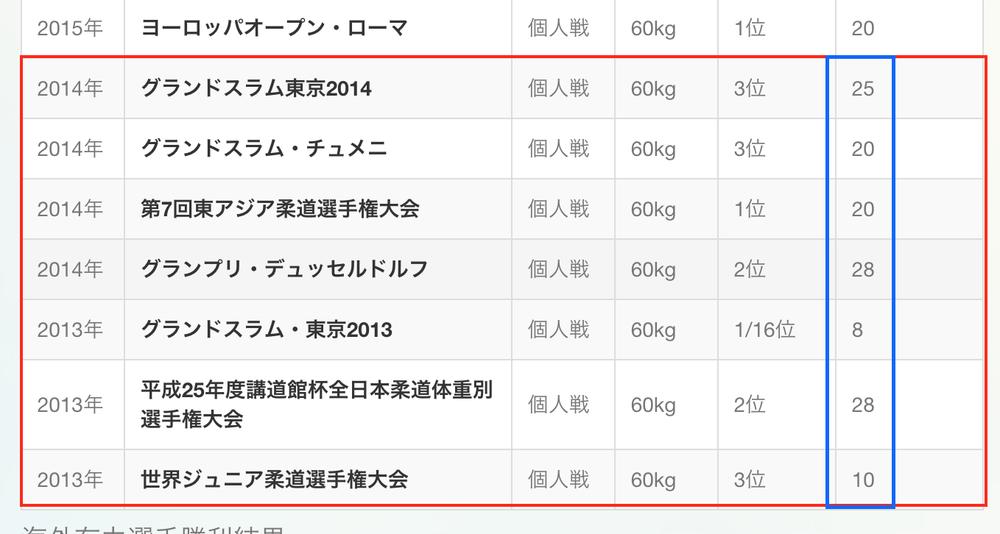 2015年 ヨーロッパオープン・ローマ 個人戦 60kg 1位 20
2014年 グランドスラム東京2014 個人戦 60kg 3位 25
2014年 グランドスラム・チュメニ 個人戦 60kg 3位 20
2014年 第7回東アジア柔道選手権大会 個人戦 60kg 1位 20
2014年 グランプリ・デュッセルドルフ 個人戦 60kg 2位 28
2013年 グランドスラム・東京2013 個人戦 60kg 1/16位 8
2013年 平成25年度講道館杯全日本柔道体重別 個人戦 60kg 2位 28
選手権大会
2013年 世界ジュニア柔道選手権大会 個人戦 60kg 3位 10
海外有力選手勝利結果